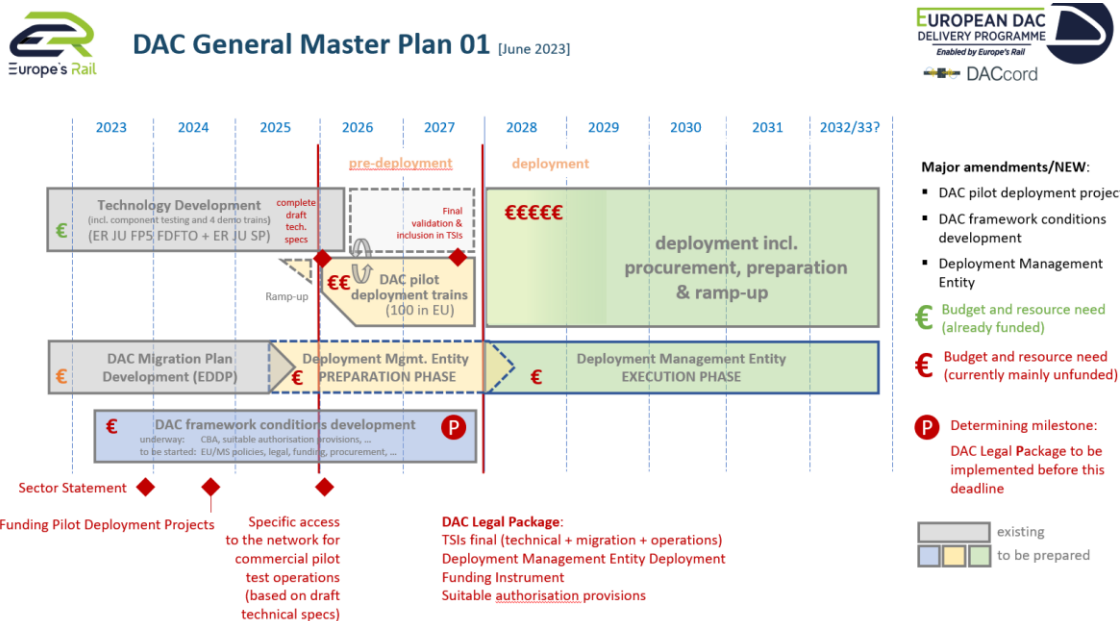 Europe's Rail
DAC General Master Plan 01 [June 2023]
EUROPEAN DAC
DELIVERY PROGRAMME
Enabled by Europe's Rail
DACcord
2023 2024 2025 2026 2027 2028 2029 2030 2031 2032/33?
pre-deployment deployment
Technology Development
(incl. component testing and 4 demo trains)
(ER JU FP5 FDFTO + ER JU SP)
€
complete
draft
tech.
specs
Final
validation &
inclusion in TSIs
€€€€€
deployment incl.
procurement, preparation
& ramp-up
Ramp-up
€€
DAC pilot
deployment trains
(100 in EU)
€
DAC Migration Plan
Development (EDDP)
€
Deployment Mgmt. Entity
PREPARATION PHASE
€
Deployment Management Entity
EXECUTION PHASE
€
DAC framework conditions development
underway: CBA, suitable authorisation provisions, ...
to be started: EU/MS policies, legal, funding, procurement, ...
P
Sector Statement
Funding Pilot Deployment Projects
Specific access
to the network for
commercial pilot
test operations
(based on draft
technical specs)
DAC Legal Package:
TSIs final (technical + migration + operations)
Deployment Management Entity Deployment
Funding Instrument
Suitable authorisation provisions
Major amendments/NEW:
▪ DAC pilot deployment project
▪ DAC framework conditions
development
▪ Deployment Management
Entity
€ Budget and resource need
(already funded)
€ Budget and resource need
(currently mainly unfunded)
P Determining milestone:
DAC Legal Package to be
implemented before this
deadline
existing
to be prepared